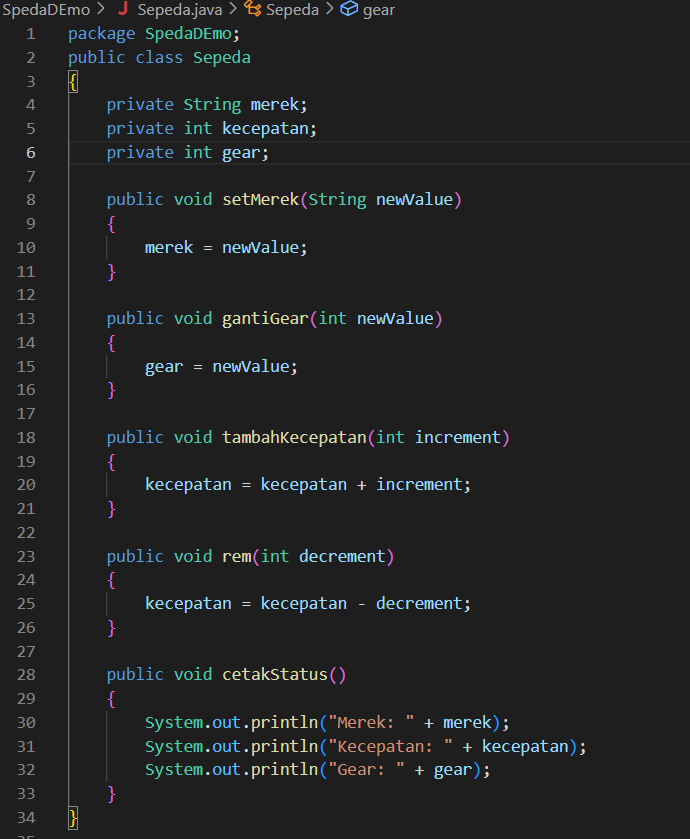 SpedaDEmo > J Sepeda.java > Sepeda > gear
1 package SpedaDEmo;
2 public class Sepeda
3 {
4     private String merek;
5     private int kecepatan;
6     private int gear;
7
8     public void setMerek(String newValue)
9     {
10         merek = newValue;
11     }
12
13     public void gantiGear(int newValue)
14     {
15         gear = newValue;
16     }
17
18     public void tambahKecepatan(int increment)
19     {
20         kecepatan = kecepatan + increment;
21     }
22
23     public void rem(int decrement)
24     {
25         kecepatan = kecepatan - decrement;
26     }
27
28     public void cetakStatus()
29     {
30         System.out.println("Merek: " + merek);
31         System.out.println("Kecepatan: " + kecepatan);
32         System.out.println("Gear: " + gear);
33     }
34 }